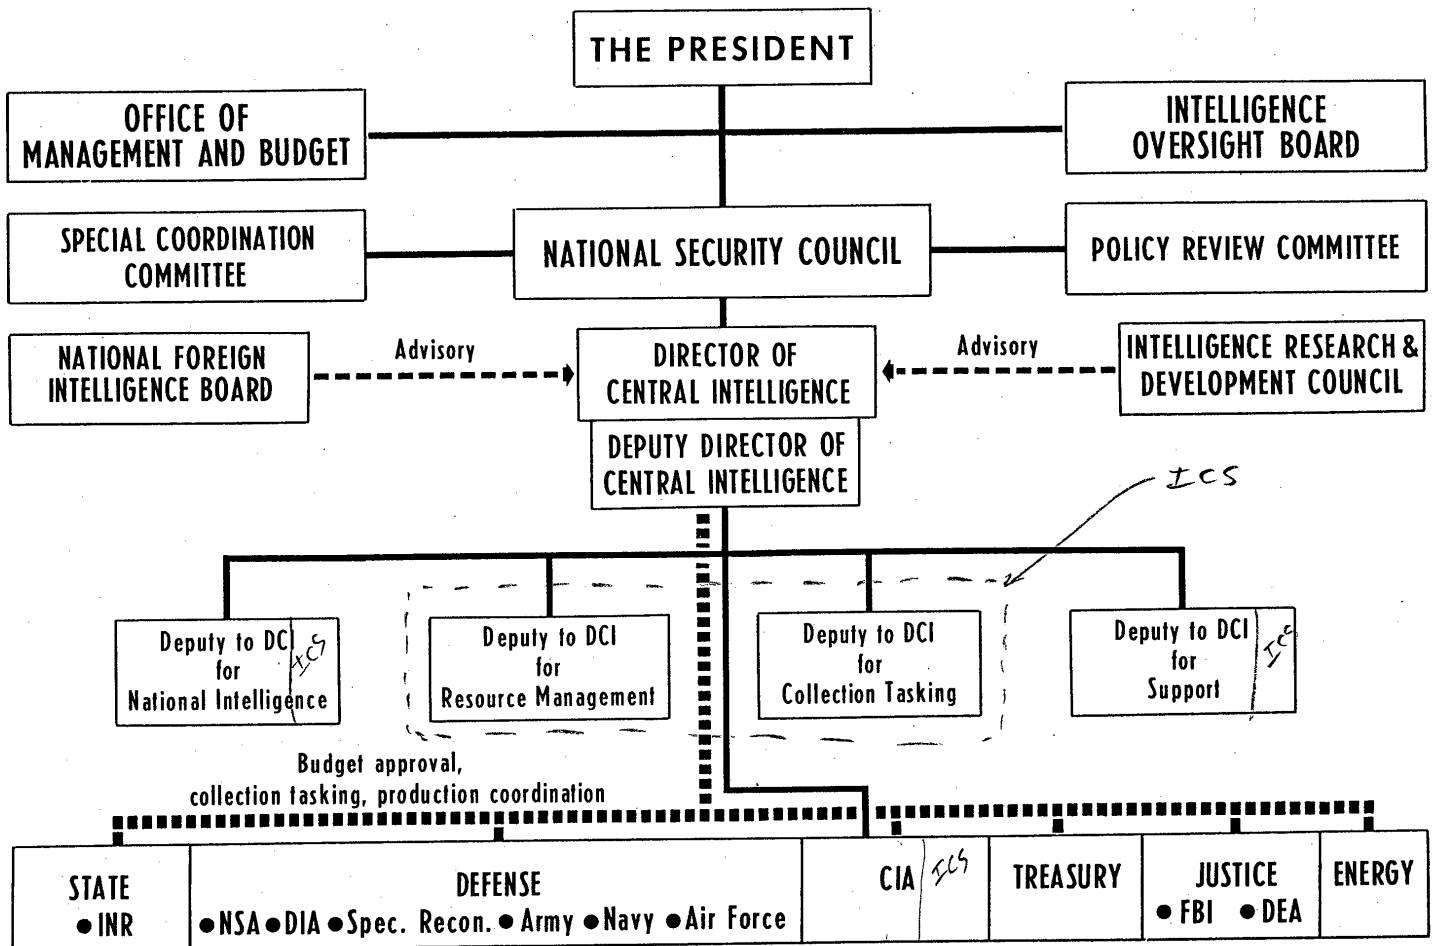 THE PRESIDENT
OFFICE OF
MANAGEMENT AND BUDGET
INTELLIGENCE
OVERSIGHT BOARD
SPECIAL COORDINATION
COMMITTEE
NATIONAL SECURITY COUNCIL
POLICY REVIEW COMMITTEE
NATIONAL FOREIGN
INTELLIGENCE BOARD
Advisory
DIRECTOR OF
CENTRAL INTELLIGENCE
Advisory
INTELLIGENCE RESEARCH &
DEVELOPMENT COUNCIL
DEPUTY DIRECTOR OF
CENTRAL INTELLIGENCE
ICS
Deputy to DCI
for
National Intelligence
ICS
Deputy to DCI
for
Resource Management
Deputy to DCI
for
Collection Tasking
Deputy to DCI
for
Support
ICS
Budget approval,
collection tasking, production coordination
STATE
● INR
DEFENSE
● NSA ● DIA ● Spec. Recon. ● Army ● Navy ● Air Force
CIA
ICS
TREASURY
JUSTICE
● FBI ● DEA
ENERGY